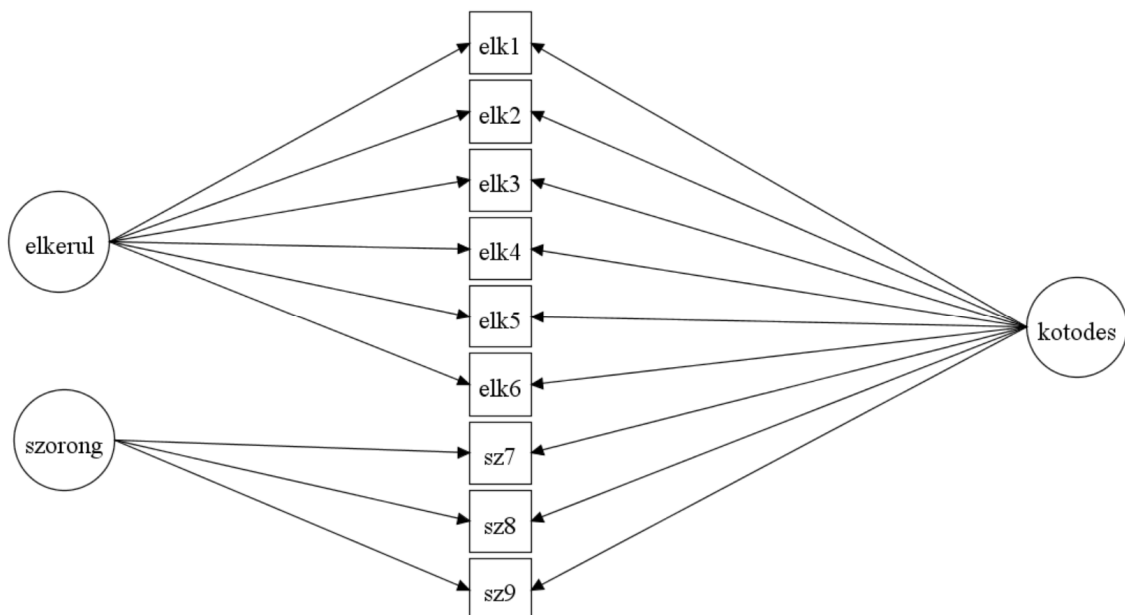 elk1
elk2
elk3
elkerul
elk4
elk5
kotodes
elk6
szorong
sz7
sz8
sz9